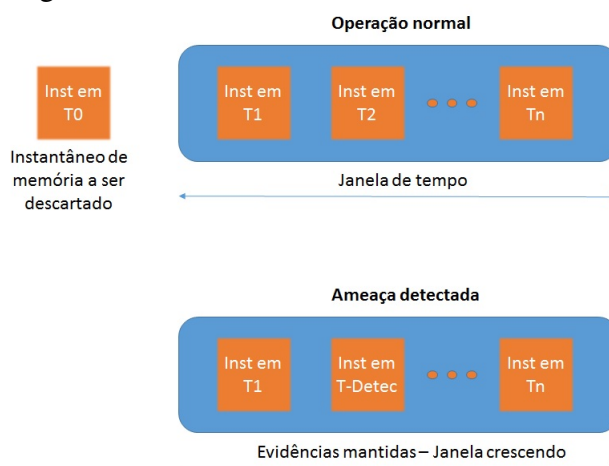 Operação normal
Inst em
T0
Inst em
T1
Inst em
T2
Inst em
Tn
Instantâneo de
memória a ser
descartado
Janela de tempo
Ameaça detectada
Inst em
T1
Inst em
T-Detec
Inst em
Tn
Evidências mantidas – Janela crescendo